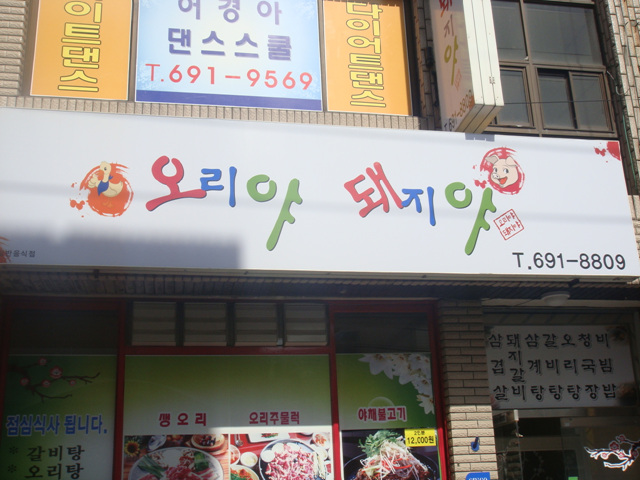 다이어트댄스
여경아
댄스스쿨
T.691-9569
다이어트댄스
돼지야
오리야 돼지야
T.691-8809
점심식사 됩니다.
* 갈비탕
* 오리탕
생오리
오리주물럭
야채불고기
12,000원
삼겹살
돼지갈비
삼계탕
갈비탕
오리탕
청국장
비빔밥